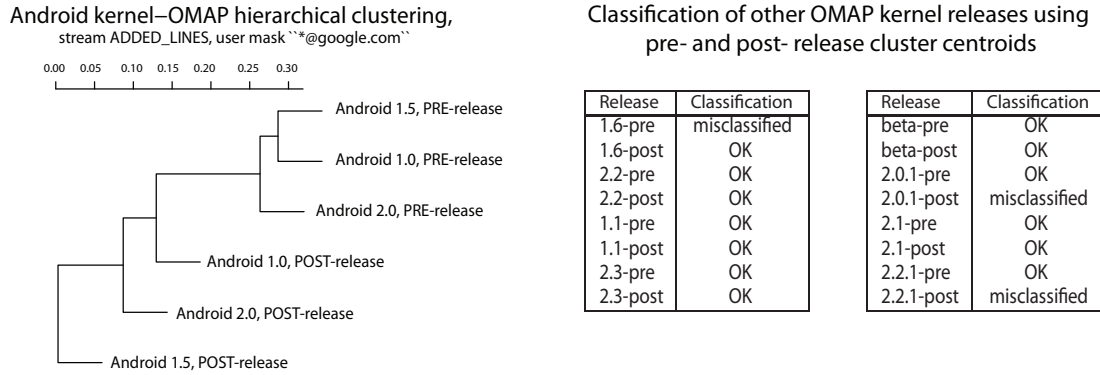 Android kernel−OMAP hierarchical clustering,
stream ADDED_LINES, user mask ``*@google.com``
0.00 0.05 0.10 0.15 0.20 0.25 0.30
Android 1.5, PRE-release
Android 1.0, PRE-release
Android 2.0, PRE-release
Android 1.0, POST-release
Android 2.0, POST-release
Android 1.5, POST-release
Classification of other OMAP kernel releases using
pre- and post- release cluster centroids
Release Classification
1.6-pre misclassified
1.6-post OK
2.2-pre OK
2.2-post OK
1.1-pre OK
1.1-post OK
2.3-pre OK
2.3-post OK
Release Classification
beta-pre OK
beta-post OK
2.0.1-pre OK
2.0.1-post misclassified
2.1-pre OK
2.1-post OK
2.2.1-pre OK
2.2.1-post misclassified